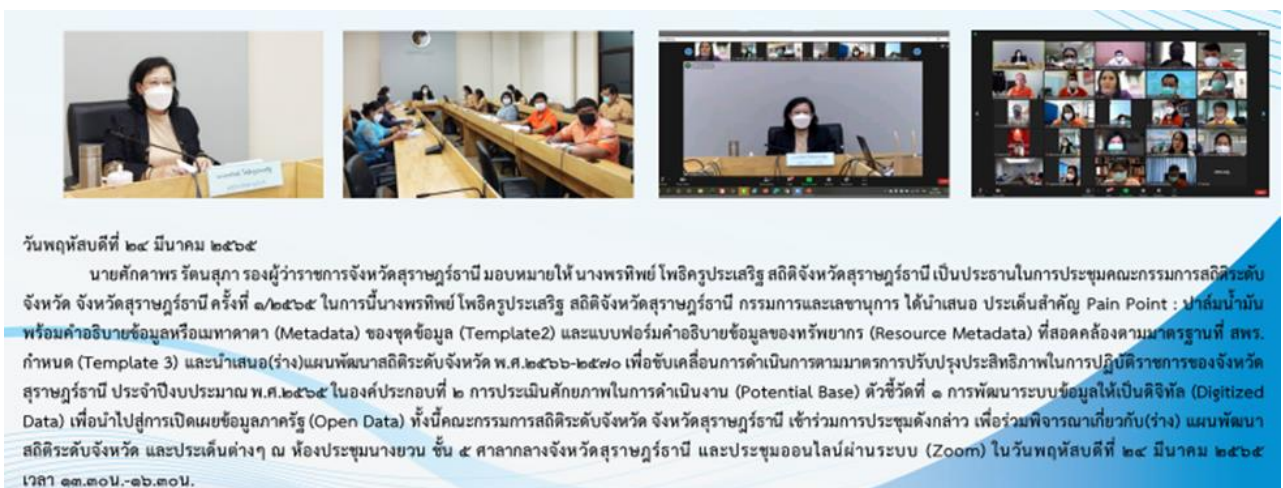 วันพฤหัสบดีที่ ๒๔ มีนาคม ๒๕๖๕
นายศักดาพร รัตนสุภา รองผู้ว่าราชการจังหวัดสุราษฎร์ธานี มอบหมายให้ นางพรทิพย์ โพธิครูประเสริฐ สถิติจังหวัดสุราษฎร์ธานี เป็นประธานในการประชุมคณะกรรมการสถิติระดับ
จังหวัด จังหวัดสุราษฎร์ธานี ครั้งที่ ๑/๒๕๖๕ ในการนี้นางพรทิพย์ โพธิครูประเสริฐ สถิติจังหวัดสุราษฎร์ธานี กรรมการและเลขานุการ ได้นำเสนอ ประเด็นสำคัญ Pain Point : ปาล์มน้ำมัน
พร้อมคำอธิบายข้อมูลหรือเมทาดาตา (Metadata) ของชุดข้อมูล (Template2) และแบบฟอร์มคำอธิบายข้อมูลของทรัพยากร (Resource Metadata) ที่สอดคล้องตามมาตรฐานที่ สพร.
กำหนด (Template 3) และนำเสนอ(ร่าง)แผนพัฒนาสถิติระดับจังหวัด พ.ศ.๒๕๖๖-๒๕๗๐ เพื่อขับเคลื่อนการดำเนินการตามมาตรการปรับปรุงประสิทธิภาพในการปฏิบัติราชการของจังหวัด
สุราษฎร์ธานี ประจำปีงบประมาณ พ.ศ.๒๕๖๕ ในองค์ประกอบที่ ๒ การประเมินศักยภาพในการดำเนินงาน (Potential Base) ตัวชี้วัดที่ ๑ การพัฒนาระบบข้อมูลให้เป็นดิจิทัล (Digitized
Data) เพื่อนำไปสู่การเปิดเผยข้อมูลภาครัฐ (Open Data) ทั้งนี้คณะกรรมการสถิติระดับจังหวัด จังหวัดสุราษฎร์ธานี เข้าร่วมการประชุมดังกล่าว เพื่อร่วมพิจารณาเกี่ยวกับ(ร่าง) แผนพัฒนา
สถิติระดับจังหวัด และประเด็นต่างๆ ณ ห้องประชุมนางยวน ชั้น ๕ ศาลากลางจังหวัดสุราษฎร์ธานี และประชุมออนไลน์ผ่านระบบ (Zoom) ในวันพฤหัสบดีที่ ๒๔ มีนาคม ๒๕๖๕
เวลา ๑๓.๓๐น.-๑๖.๓๐น.